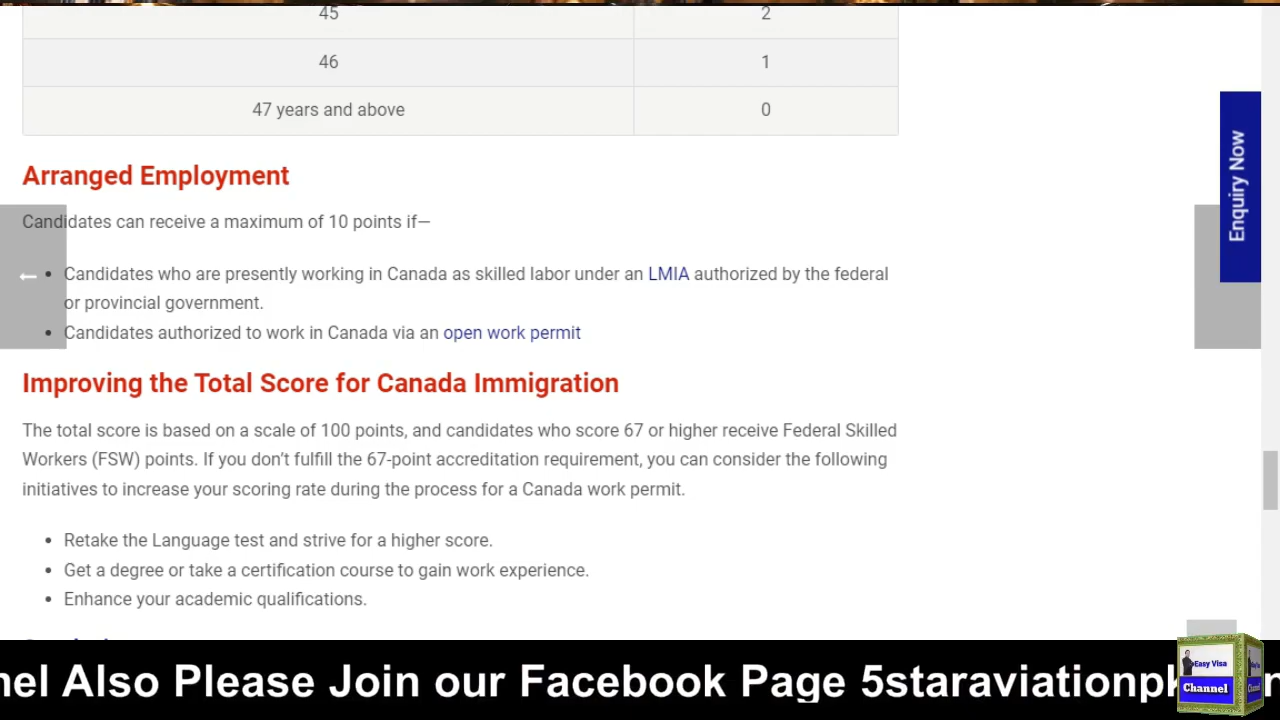 45 2
46 1
47 years and above 0
Arranged Employment
Candidates can receive a maximum of 10 points if—
Candidates who are presently working in Canada as skilled labor under an LMIA authorized by the federal
or provincial government.
Candidates authorized to work in Canada via an open work permit
Improving the Total Score for Canada Immigration
The total score is based on a scale of 100 points, and candidates who score 67 or higher receive Federal Skilled
Workers (FSW) points. If you don’t fulfill the 67-point accreditation requirement, you can consider the following
initiatives to increase your scoring rate during the process for a Canada work permit.
Retake the Language test and strive for a higher score.
Get a degree or take a certification course to gain work experience.
Enhance your academic qualifications.
Enquiry Now
nel Also Please Join our Facebook Page 5staraviationpk
Easy Visa
Channel